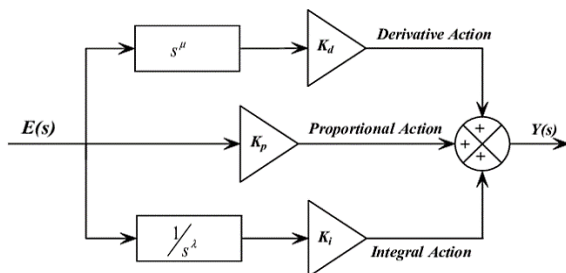 Derivative Action
s^μ
K_d
E(s)
K_p
Proportional Action
+
+
+
Y(s)
1/s^λ
K_i
Integral Action